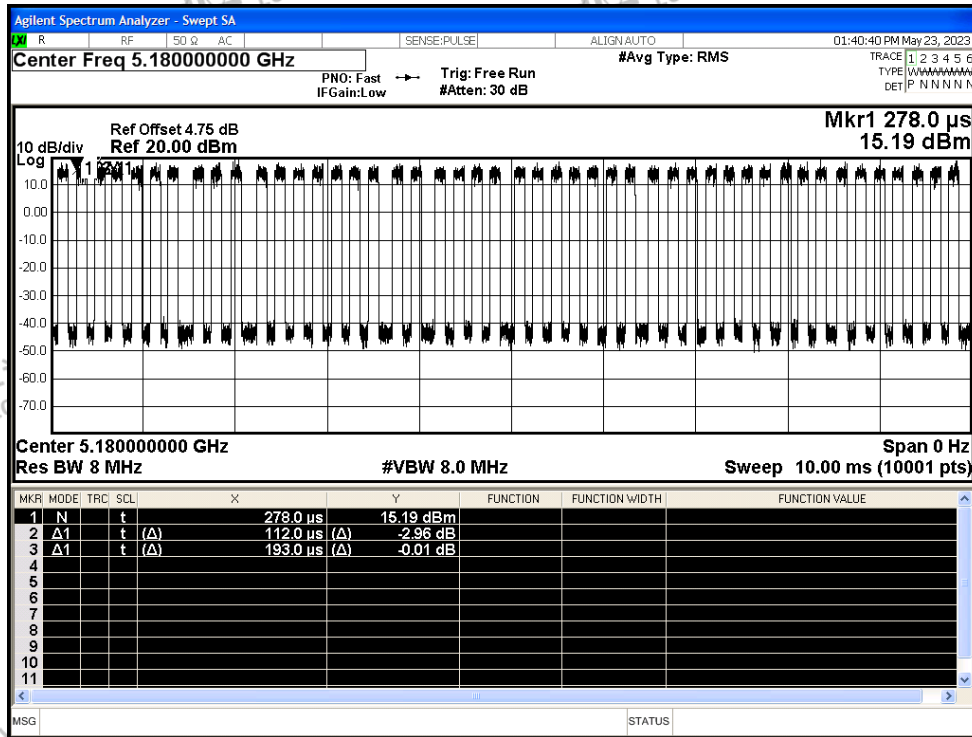 Agilent Spectrum Analyzer - Swept SA
LXI R RF 50 Ω AC SENSE:PULSE ALIGN AUTO 01:40:40 PM May 23, 2023
Center Freq 5.180000000 GHz
#Avg Type: RMS
TRACE 1 2 3 4 5 6
PNO: Fast Trig: Free Run
TYPE WWWWWW
IFGain:Low #Atten: 30 dB
DET P N N N N N
Mkr1 278.0 µs
Ref Offset 4.75 dB
10 dB/div Ref 20.00 dBm 15.19 dBm
Log
1
10.0
0.00
-10.0
-20.0
-30.0
-40.0
-50.0
-60.0
-70.0
Center 5.180000000 GHz Span 0 Hz
Res BW 8 MHz #VBW 8.0 MHz Sweep 10.00 ms (10001 pts)
MKR MODE TRC SCL X Y FUNCTION FUNCTION WIDTH FUNCTION VALUE
1 N t 278.0 µs 15.19 dBm
2 Δ1 t (Δ) 112.0 µs (Δ) -2.96 dB
3 Δ1 t (Δ) 193.0 µs (Δ) -0.01 dB
4
5
6
7
8
9
10
11
MSG STATUS